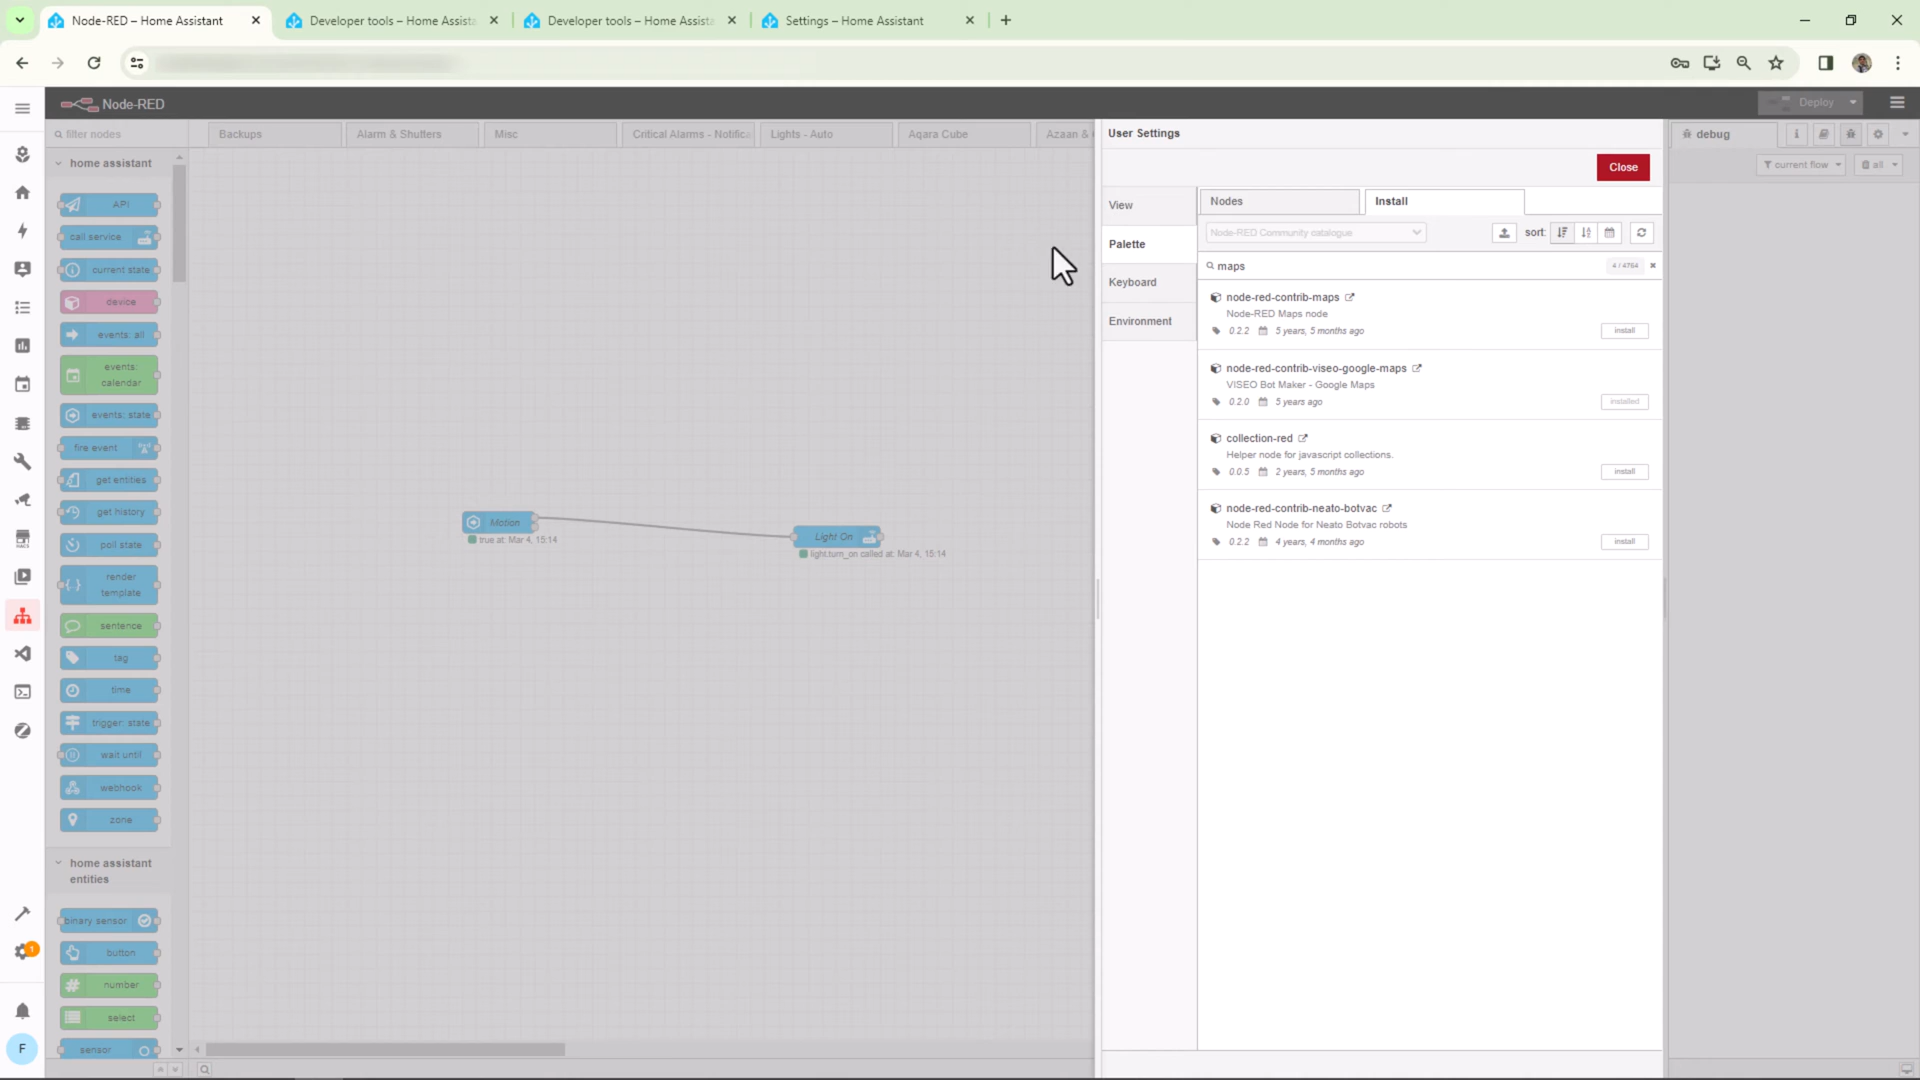 Node-RED – Home Assistant
Developer tools – Home Assista
Developer tools – Home Assista
Settings – Home Assistant
Node-RED
Deploy
filter nodes
Backups
Alarm & Shutters
Misc
Critical Alarms - Notifica
Lights - Auto
Aqara Cube
Azaan &
User Settings
debug
i
Close
current flow
all
home assistant
API
call service
current state
device
events: all
events:
calendar
events: state
fire event
get entities
get history
poll state
render
template
sentence
tag
time
trigger: state
wait until
webhook
zone
home assistant
entities
binary sensor
button
number
select
sensor
HACS
1
F
Motion
true at: Mar 4, 15:14
Light On
light.turn_on called at: Mar 4, 15:14
View
Palette
Keyboard
Environment
Nodes
Install
Node-RED Community catalogue
sort:
maps
4 / 4764
node-red-contrib-maps
Node-RED Maps node
0.2.2 5 years, 5 months ago
install
node-red-contrib-viseo-google-maps
VISEO Bot Maker - Google Maps
0.2.0 5 years ago
installed
collection-red
Helper node for javascript collections.
0.0.5 2 years, 5 months ago
install
node-red-contrib-neato-botvac
Node Red Node for Neato Botvac robots
0.2.2 4 years, 4 months ago
install